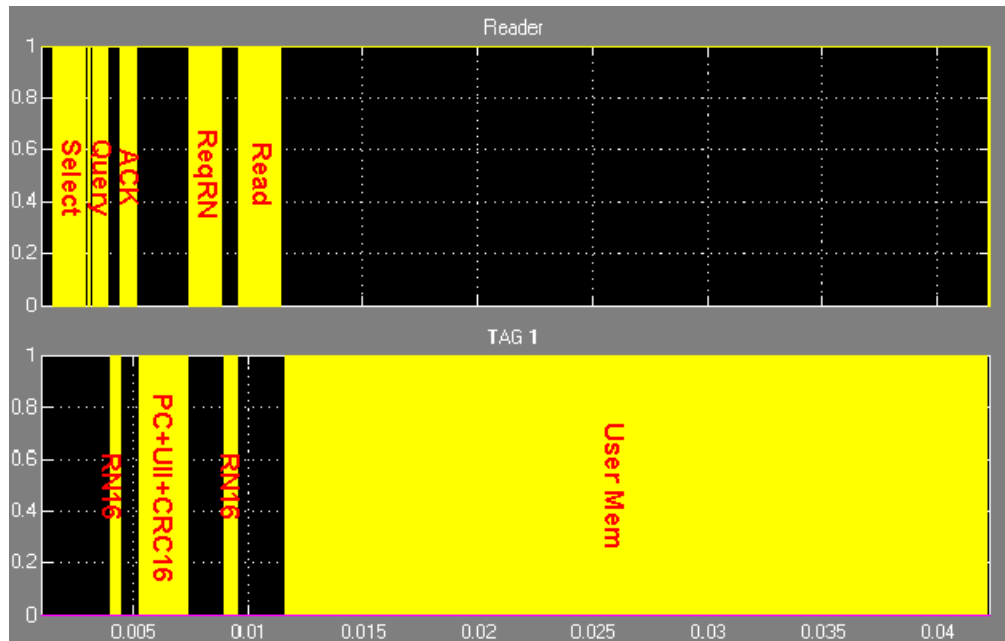 Reader
1
0.8
0.6
0.4
0.2
0
Select
Query
ACK
ReqRN
Read
TAG 1
1
0.8
0.6
0.4
0.2
0
RN16
PC+UII+CRC16
RN16
User Mem
0.005 0.01 0.015 0.02 0.025 0.03 0.035 0.04